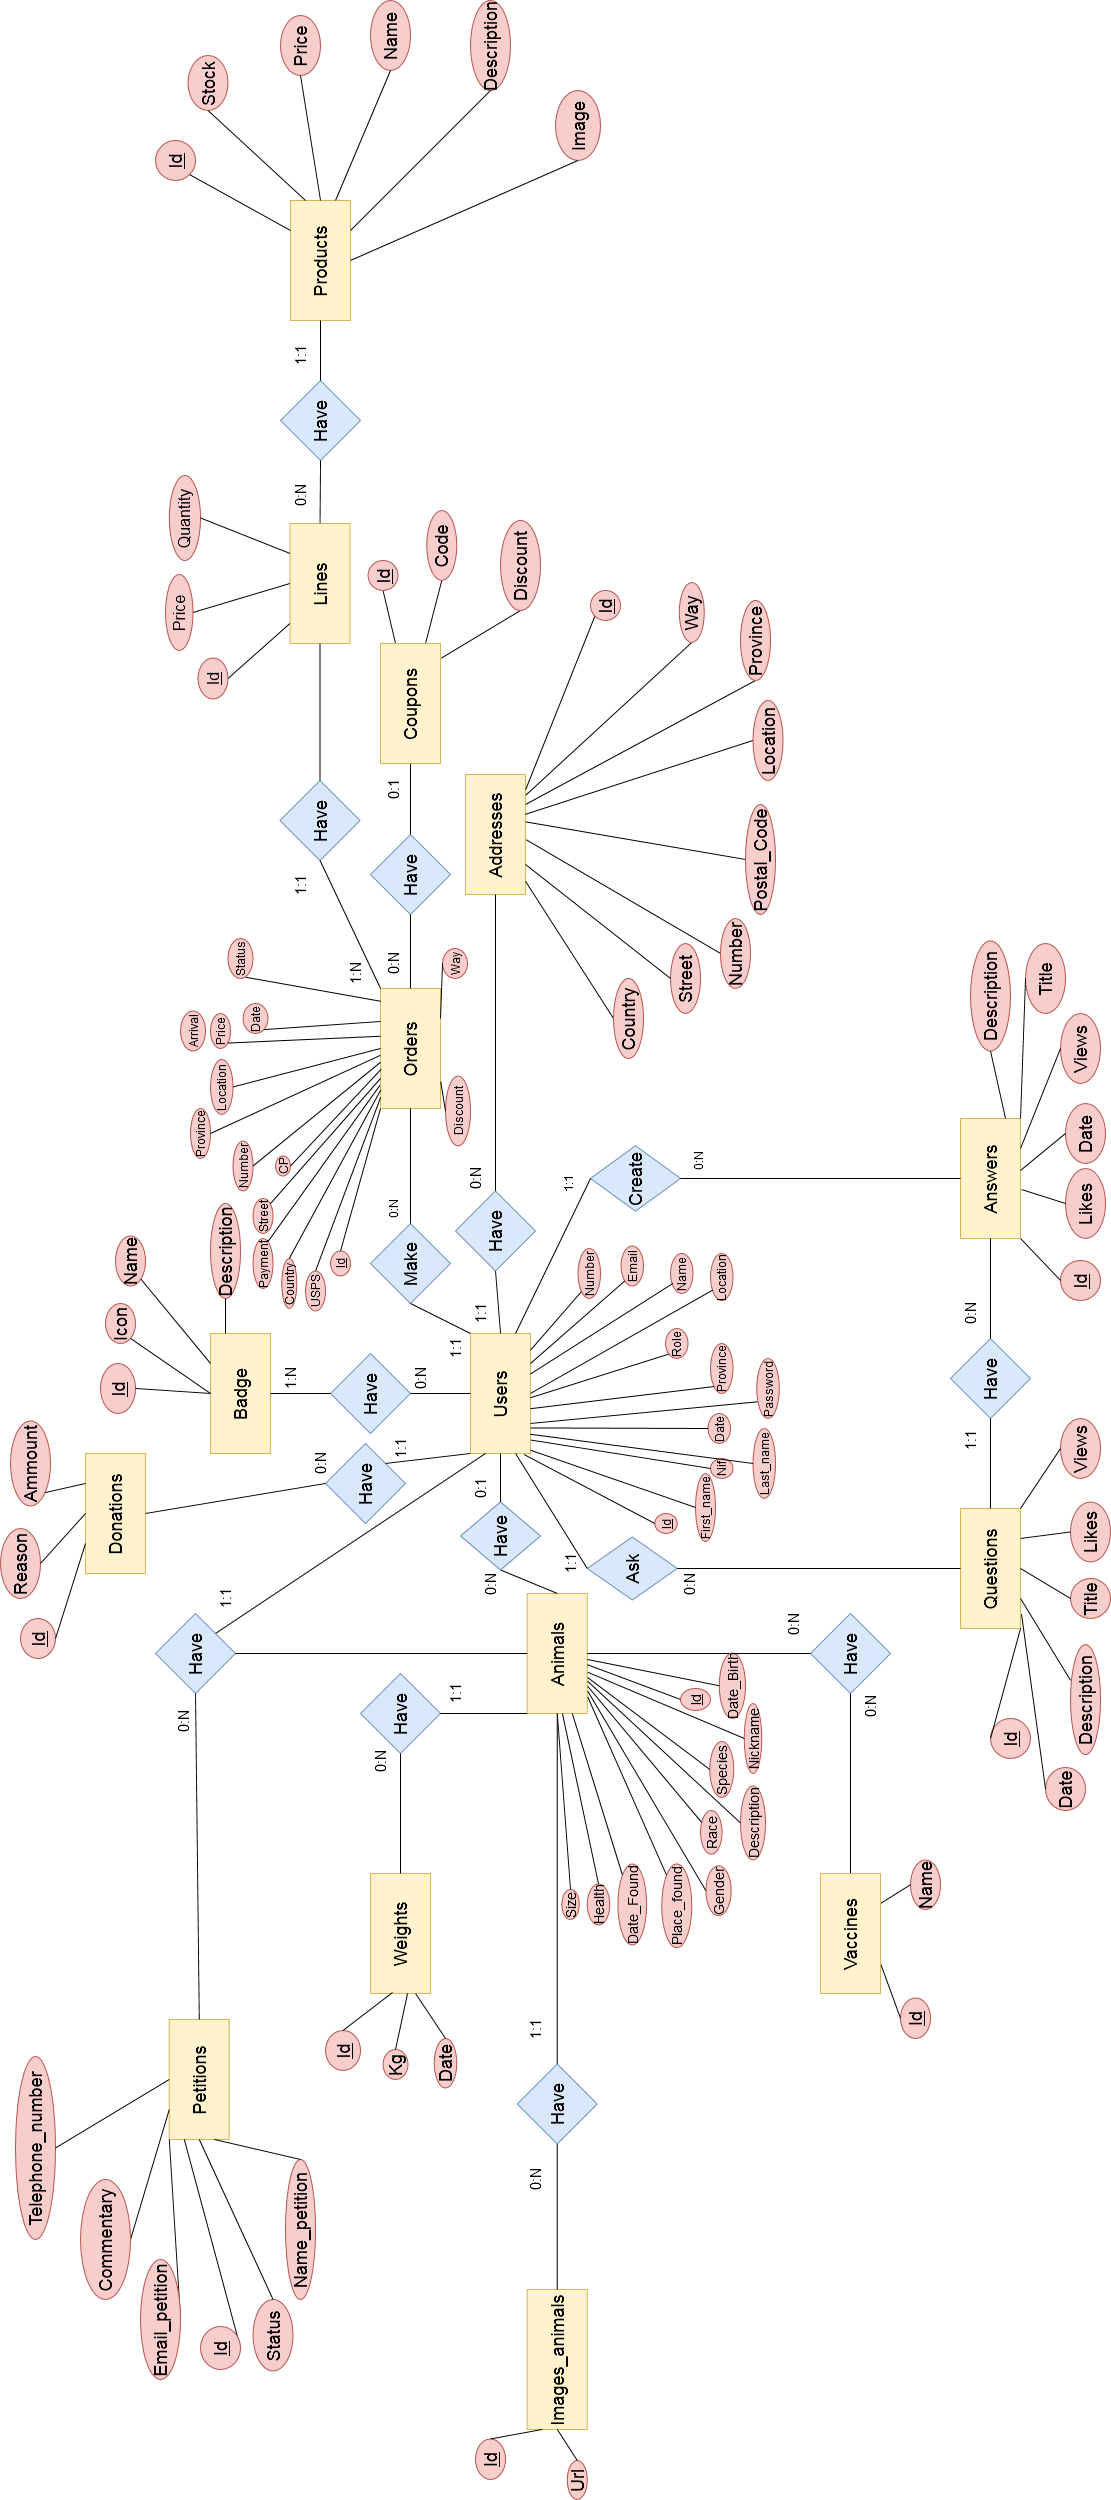 Description
Name
Price
Stock
Image
Id
Products
1:1
Have
0:N
Quantity
Price
Id
Lines
Id
Code
Discount
Coupons
0:1
Have
0:N
Have
1:1
1:N
Id
Way
Province
Location
Postal_Code
Number
Street
Country
Addresses
0:N
Have
1:1
Status
Way
Date
Arrival
Price
Location
Province
Number
CP
Street
Payment
Country
USPS
Id
Discount
Orders
0:N
Make
1:1
Description
Title
Views
Date
Likes
Id
Answers
0:N
Create
1:1
0:N
Have
1:1
Description
Name
Icon
Id
Badge
1:N
Have
0:N
Number
Email
Name
Location
Role
Province
Password
Date
Last_name
Nif
First_name
Id
Users
Ammount
Reason
Id
Donations
0:N
Have
1:1
0:1
Have
0:N
1:1
Ask
0:N
Views
Likes
Title
Description
Id
Date
Questions
1:1
Have
0:N
Animals
0:N
Have
0:N
1:1
Have
0:N
Date_Birth
Id
Nickname
Species
Description
Race
Gender
Place_found
Date_Found
Health
Size
Weights
Id
Kg
Date
Vaccines
Name
Id
Petitions
Telephone_number
Commentary
Email_petition
Id
Status
Name_petition
1:1
Have
0:N
Images_animals
Id
Url